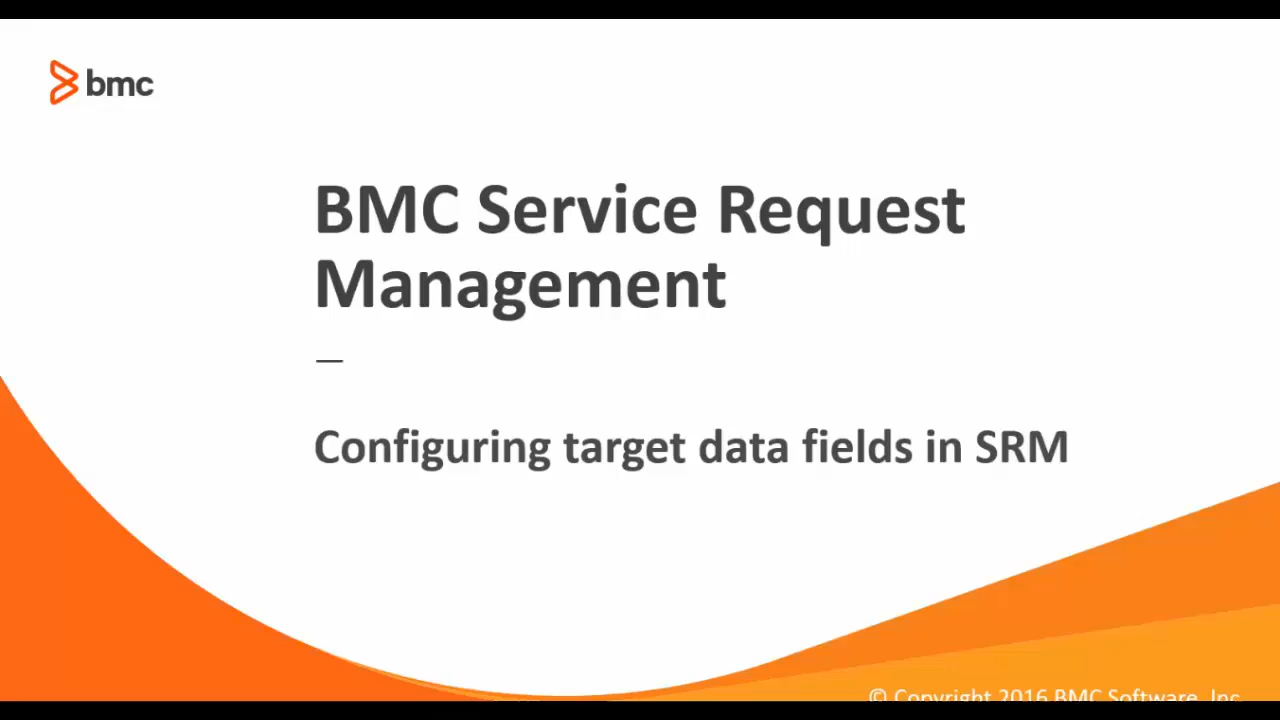 bmc
BMC Service Request
Management
Configuring target data fields in SRM
© Copyright 2016 BMC Software, Inc